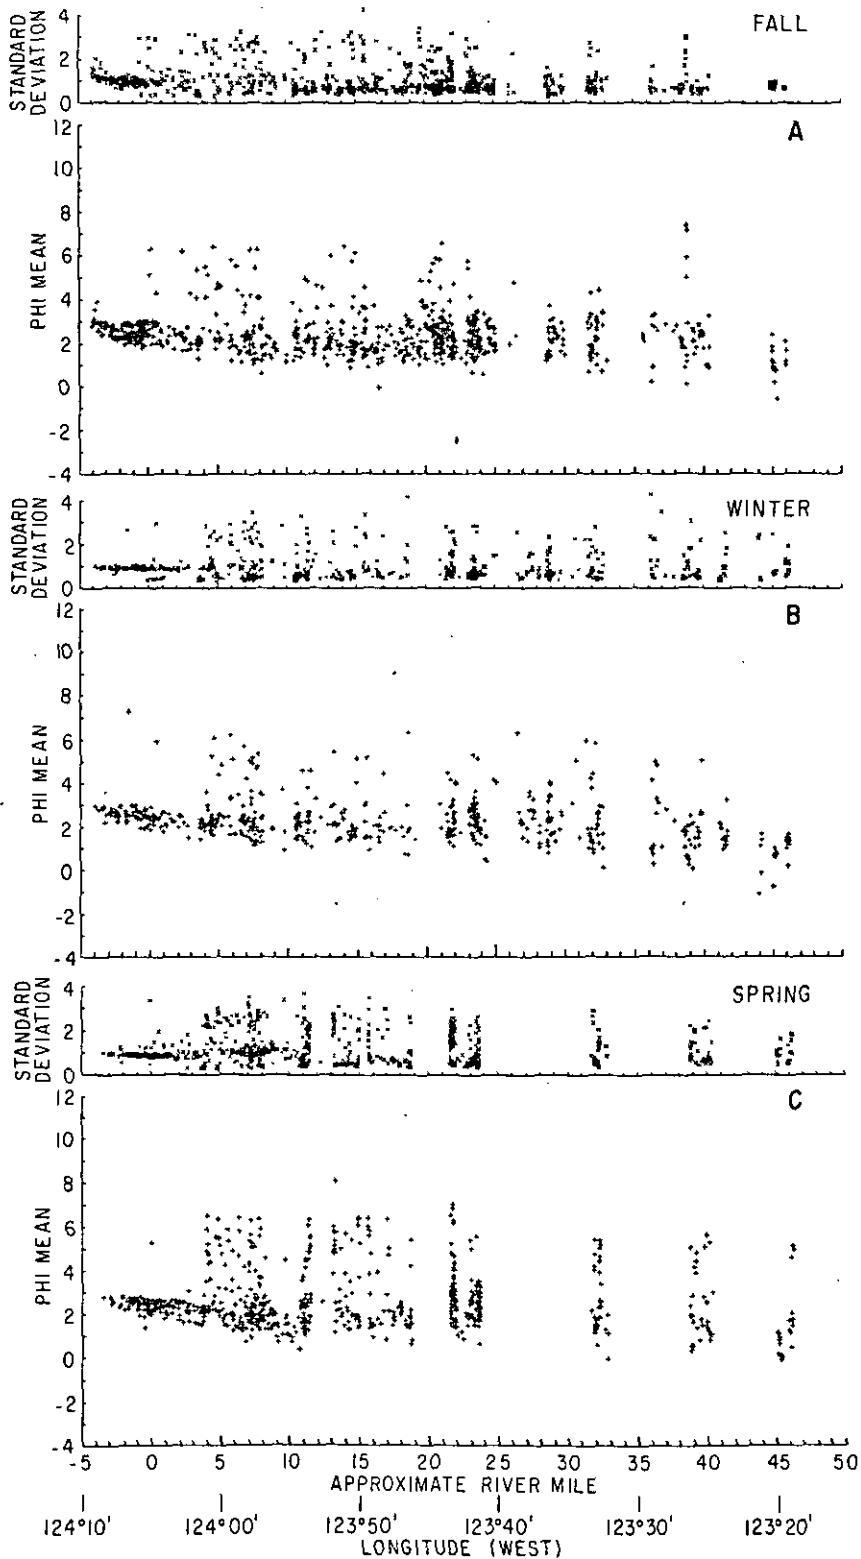 STANDARD DEVIATION
4
2
0
FALL
A
PHI MEAN
12
10
8
6
4
2
0
-2
-4
STANDARD DEVIATION
4
2
0
WINTER
B
PHI MEAN
12
10
8
6
4
2
0
-2
-4
STANDARD DEVIATION
4
2
0
SPRING
C
PHI MEAN
12
10
8
6
4
2
0
-2
-4
-5 0 5 10 15 20 25 30 35 40 45 50
APPROXIMATE RIVER MILE
124°10' 124°00' 123°50' 123°40' 123°30' 123°20'
LONGITUDE (WEST)